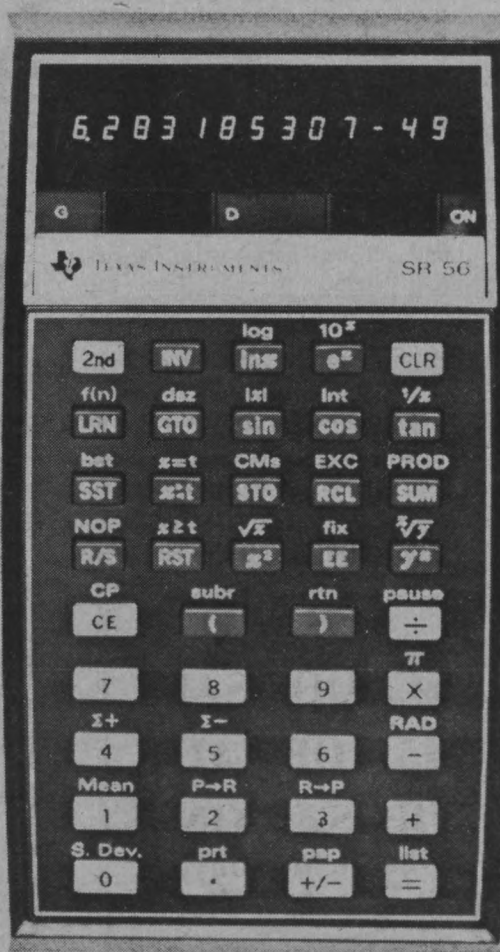 6.283185307-49
G D ON
TEXAS INSTRUMENTS SR 56
log 10ˣ
2nd INV lnx eˣ CLR
f(n) dsz |x| Int 1/x
LRN GTO sin cos tan
bst x=t CMs EXC PROD
SST x⇄t STO RCL SUM
NOP x≥t √x fix ˣ√y
R/S RST x² EE yˣ
CP subr rtn pause
CE ( ) ÷
π
7 8 9 ×
Σ+ Σ− RAD
4 5 6 −
Mean P→R R→P
1 2 3 +
S. Dev. prt pap list
0 . +/− =